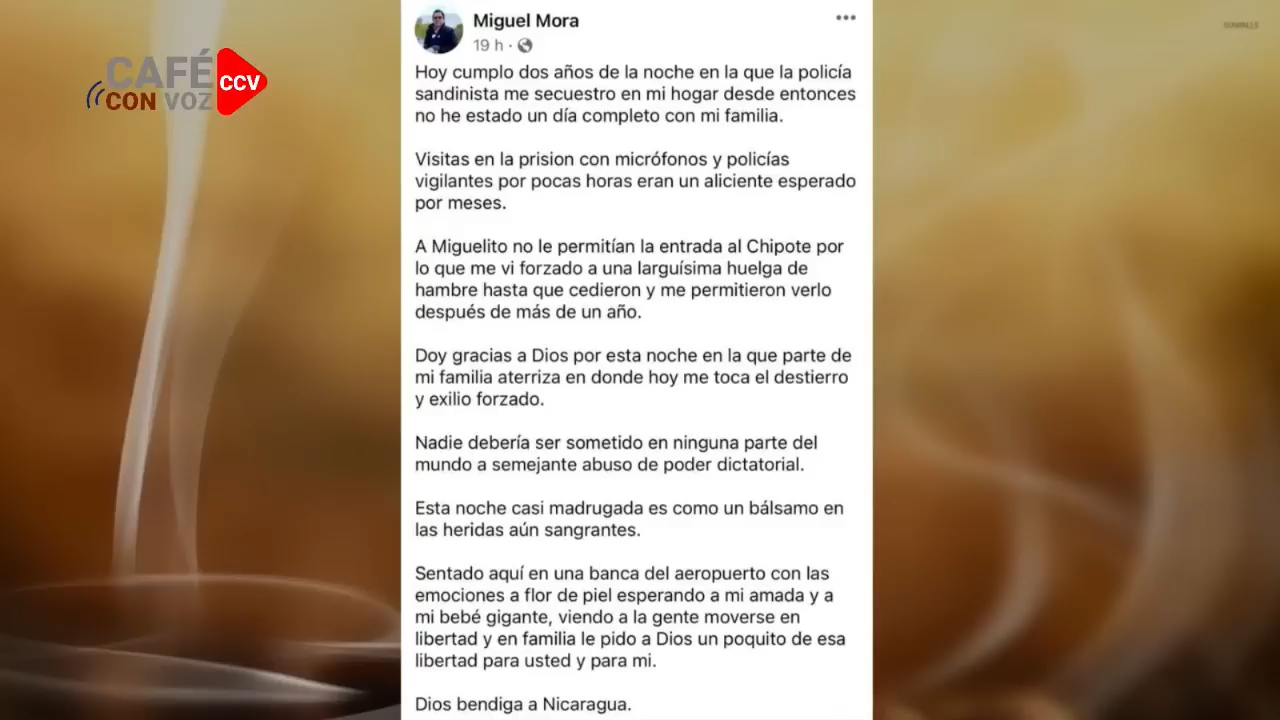 CAFÉ
CON VOZ
CCV
Miguel Mora
19 h
Hoy cumplo dos años de la noche en la que la policía
sandinista me secuestro en mi hogar desde entonces
no he estado un día completo con mi familia.
Visitas en la prision con micrófonos y policías
vigilantes por pocas horas eran un aliciente esperado
por meses.
A Miguelito no le permitían la entrada al Chipote por
lo que me vi forzado a una larguísima huelga de
hambre hasta que cedieron y me permitieron verlo
después de más de un año.
Doy gracias a Dios por esta noche en la que parte de
mi familia aterriza en donde hoy me toca el destierro
y exilio forzado.
Nadie debería ser sometido en ninguna parte del
mundo a semejante abuso de poder dictatorial.
Esta noche casi madrugada es como un bálsamo en
las heridas aún sangrantes.
Sentado aquí en una banca del aeropuerto con las
emociones a flor de piel esperando a mi amada y a
mi bebé gigante, viendo a la gente moverse en
libertad y en familia le pido a Dios un poquito de esa
libertad para usted y para mi.
Dios bendiga a Nicaragua.